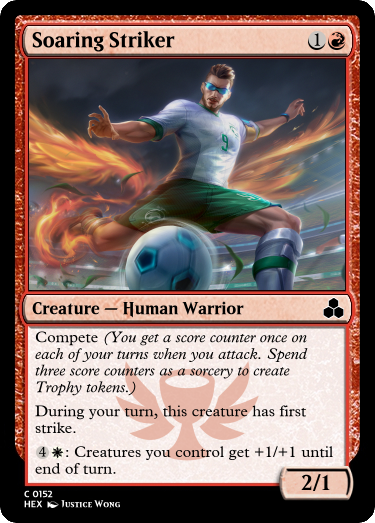 Soaring Striker 1
9
Creature — Human Warrior
Compete (You get a score counter once on
each of your turns when you attack. Spend
three score counters as a sorcery to create
Trophy tokens.)
During your turn, this creature has first
strike.
4 : Creatures you control get +1/+1 until
end of turn.
2/1
C 0152
HEX Justice Wong